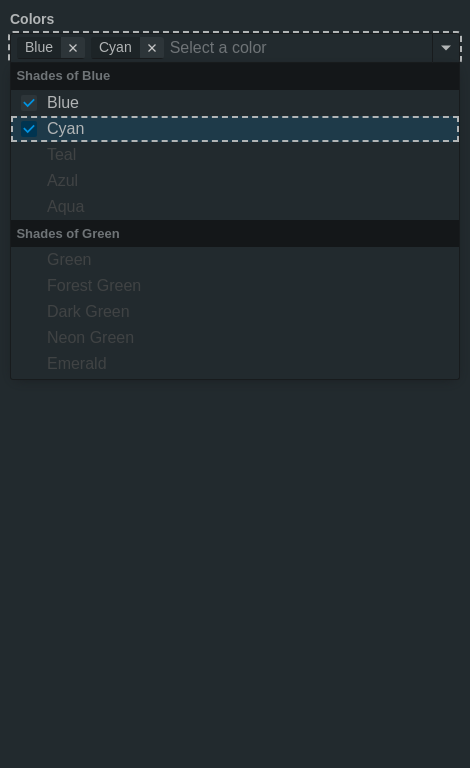 Colors
Blue Cyan Select a color
Shades of Blue
Blue
Cyan
Teal
Azul
Aqua
Shades of Green
Green
Forest Green
Dark Green
Neon Green
Emerald